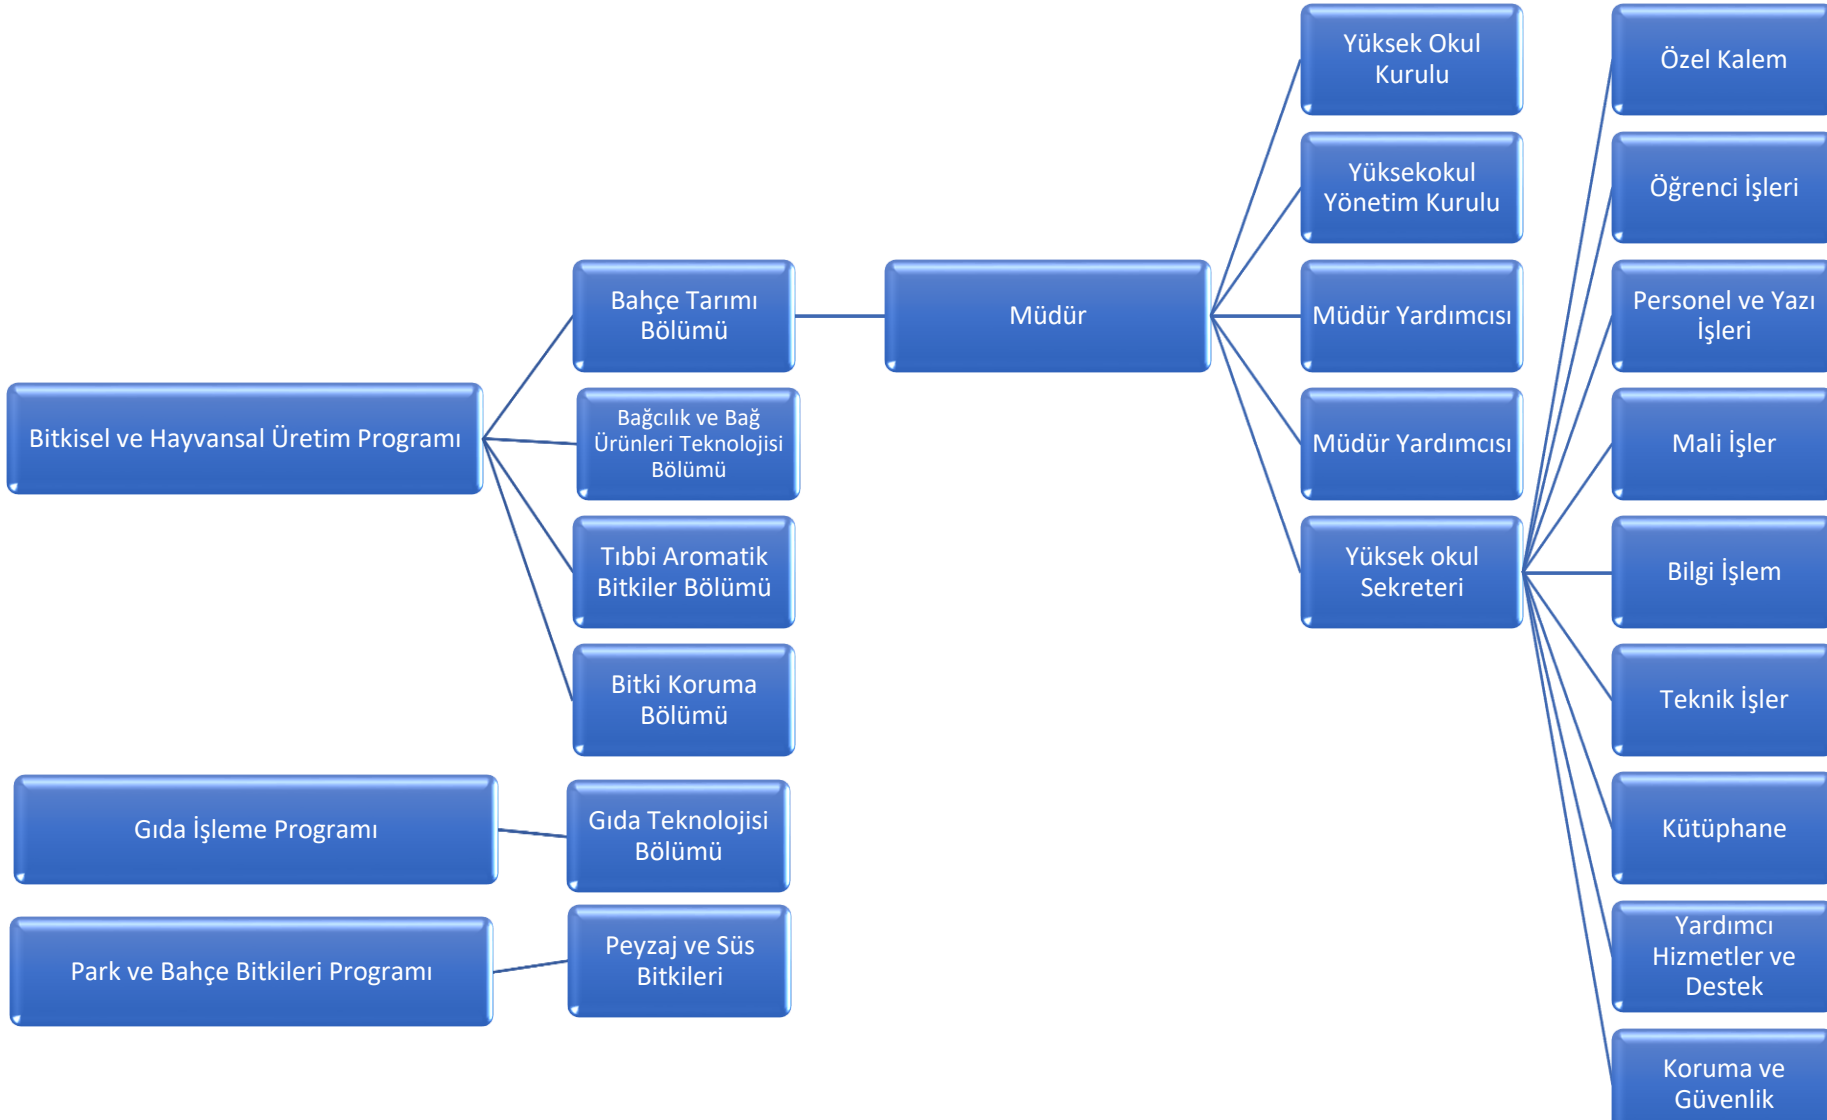 Bitkisel ve Hayvansal Üretim Programı
Gıda İşleme Programı
Park ve Bahçe Bitkileri Programı
Bahçe Tarımı
Bölümü
Bağcılık ve Bağ
Ürünleri Teknolojisi
Bölümü
Tıbbi Aromatik
Bitkiler Bölümü
Bitki Koruma
Bölümü
Gıda Teknolojisi
Bölümü
Peyzaj ve Süs
Bitkileri
Müdür
Yüksek Okul
Kurulu
Yüksekokul
Yönetim Kurulu
Müdür Yardımcısı
Müdür Yardımcısı
Yüksek okul
Sekreteri
Özel Kalem
Öğrenci İşleri
Personel ve Yazı
İşleri
Mali İşler
Bilgi İşlem
Teknik İşler
Kütüphane
Yardımcı
Hizmetler ve
Destek
Koruma ve
Güvenlik